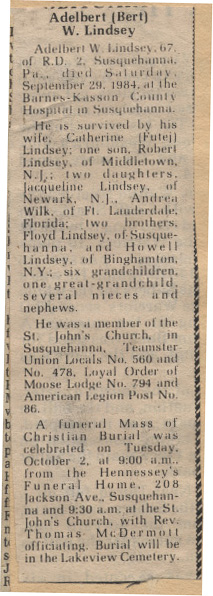 Adelbert (Bert)
W. Lindsey
Adelbert W. Lindsey, 67,
of R.D. 2, Susquehanna,
Pa., died Saturday,
September 29, 1984, at the
Barnes-Kasson County
Hospital in Susquehanna.
He is survived by his
wife, Catherine (Futej)
Lindsey; one son, Robert
Lindsey, of Middletown,
N.J.; two daughters,
Jacqueline Lindsey, of
Newark, N.J., Andrea
Wilk, of Ft. Lauderdale,
Florida; two brothers,
Floyd Lindsey, of Susque-
hanna, and Howell
Lindsey, of Binghamton,
N.Y.; six grandchildren,
one great-grandchild,
several nieces and
nephews.
He was a member of the
St. John's Church, in
Susquehanna, Teamster
Union Locals No. 560 and
No. 478, Loyal Order of
Moose Lodge No. 794 and
American Legion Post No.
86.
A funeral Mass of
Christian Burial was
celebrated on Tuesday,
October 2, at 9:00 a.m.,
from the Hennessey's
Funeral Home, 208
Jackson Ave., Susquehan-
na and 9:30 a.m. at the St.
John's Church, with Rev.
Thomas McDermott
officiating. Burial will be
in the Lakeview Cemetery.